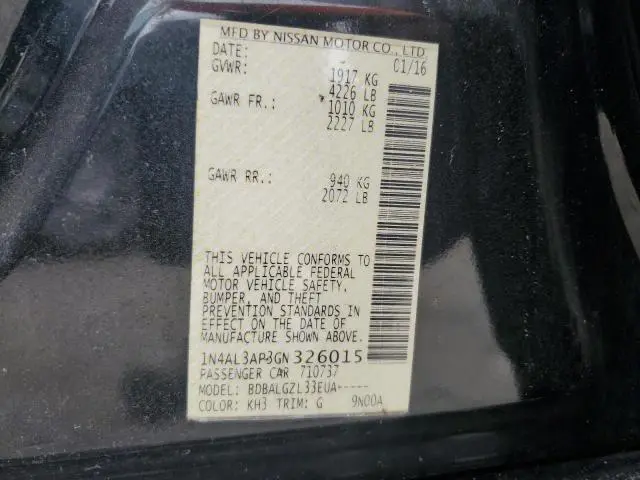 MFD BY NISSAN MOTOR CO., LTD.
DATE: 01/16
GVWR: 1917 KG
4226 LB
GAWR FR.: 1010 KG
2227 LB
GAWR RR.: 940 KG
2072 LB
THIS VEHICLE CONFORMS TO
ALL APPLICABLE FEDERAL
MOTOR VEHICLE SAFETY,
BUMPER, AND THEFT
PREVENTION STANDARDS IN
EFFECT ON THE DATE OF
MANUFACTURE SHOWN ABOVE.
1N4AL3AP3GN326015
PASSENGER CAR 710737
MODEL: BDBALGZL33EUA-----
COLOR: KH3 TRIM: G 9N00A